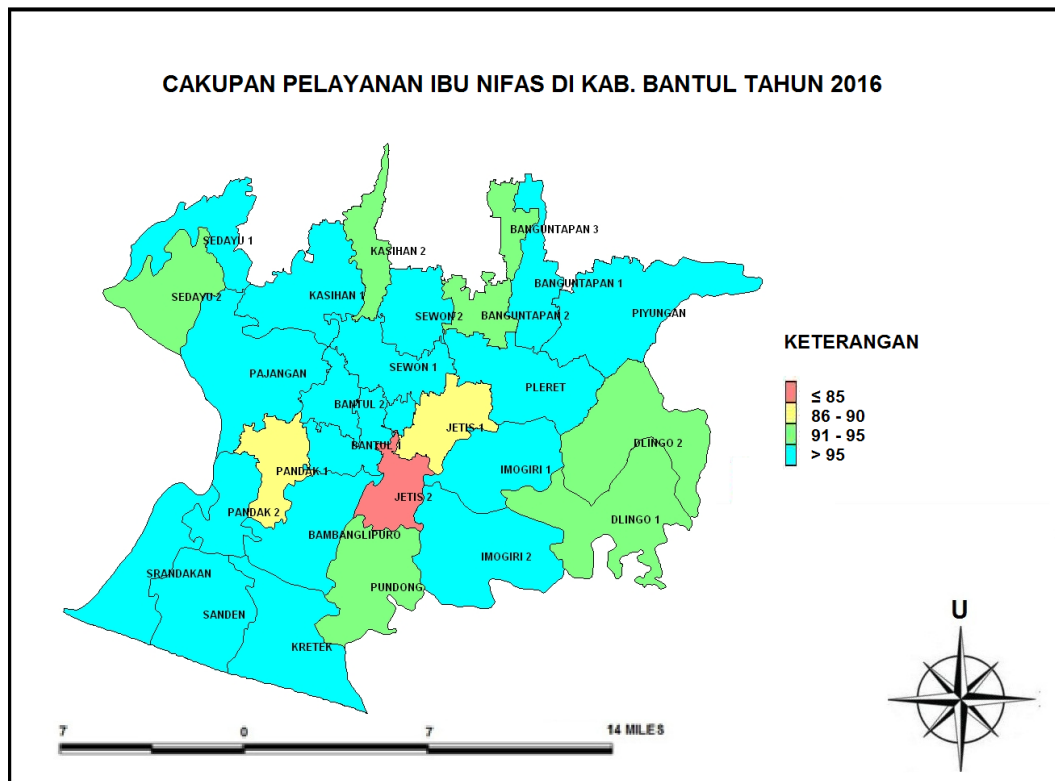 CAKUPAN PELAYANAN IBU NIFAS DI KAB. BANTUL TAHUN 2016
SEDAYU 1
KASIHAN 2
BANGUNTAPAN 3
SEDAYU 2
KASIHAN 1
BANGUNTAPAN 1
SEWON 2
BANGUNTAPAN 2
PIYUNGAN
PAJANGAN
SEWON 1
PLERET
BANTUL 2
JETIS 1
BANTUL 1
DLINGO 2
PANDAK 1
IMOGIRI 1
JETIS 2
PANDAK 2
DLINGO 1
BAMBANGLIPURO
IMOGIRI 2
SRANDAKAN
PUNDONG
SANDEN
KRETEK
KETERANGAN
≤ 85
86 - 90
91 - 95
> 95
U
7 0 7 14 MILES